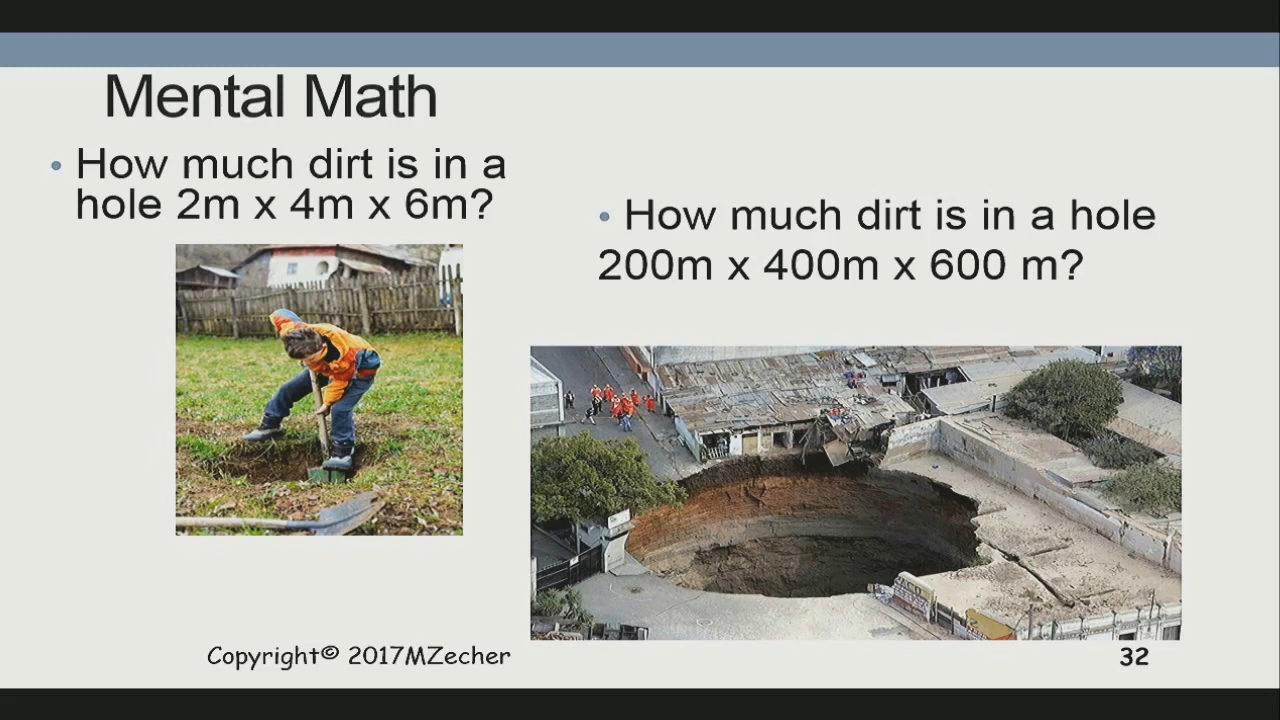 Mental Math
• How much dirt is in a
hole 2m x 4m x 6m?
• How much dirt is in a hole
200m x 400m x 600 m?
Copyright© 2017MZecher
32